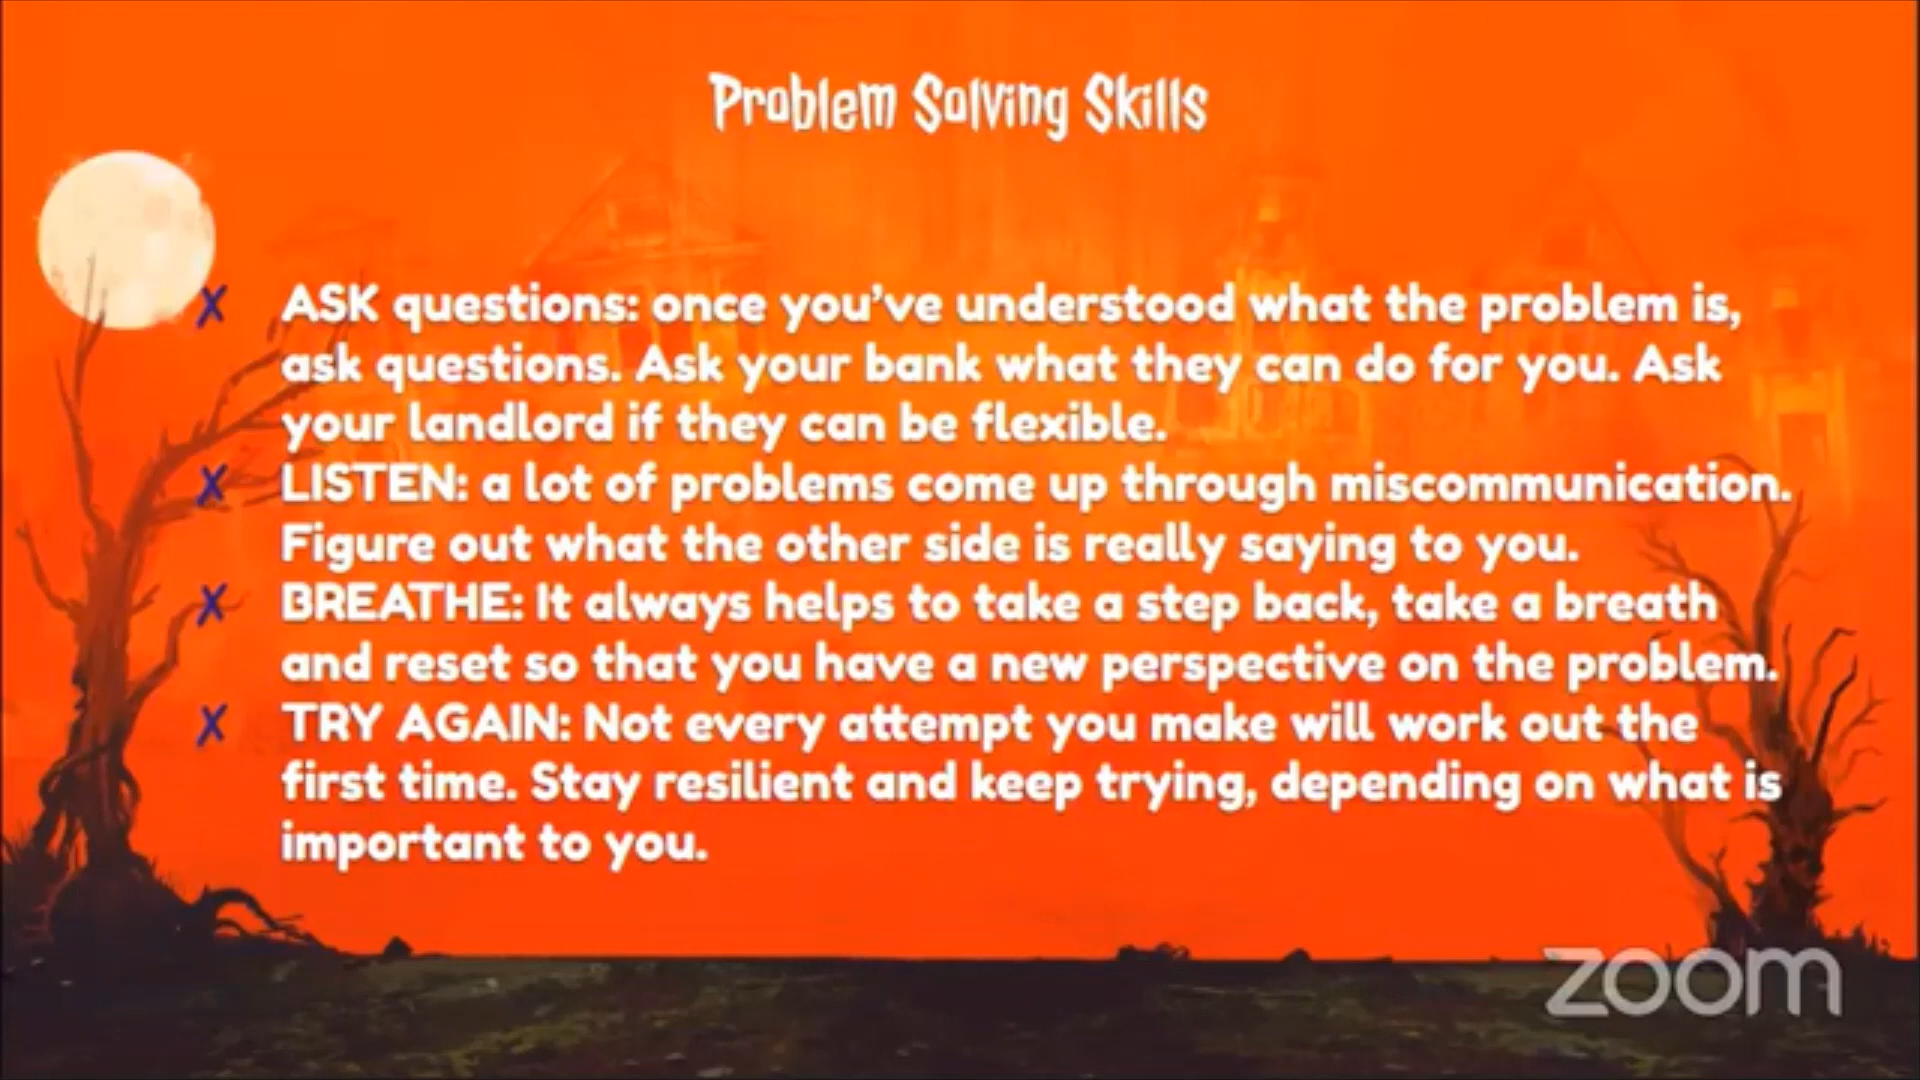 Problem Solving Skills
ASK questions: once you've understood what the problem is,
ask questions. Ask your bank what they can do for you. Ask
your landlord if they can be flexible.
LISTEN: a lot of problems come up through miscommunication.
Figure out what the other side is really saying to you.
BREATHE: It always helps to take a step back, take a breath
and reset so that you have a new perspective on the problem.
TRY AGAIN: Not every attempt you make will work out the
first time. Stay resilient and keep trying, depending on what is
important to you.
zoom